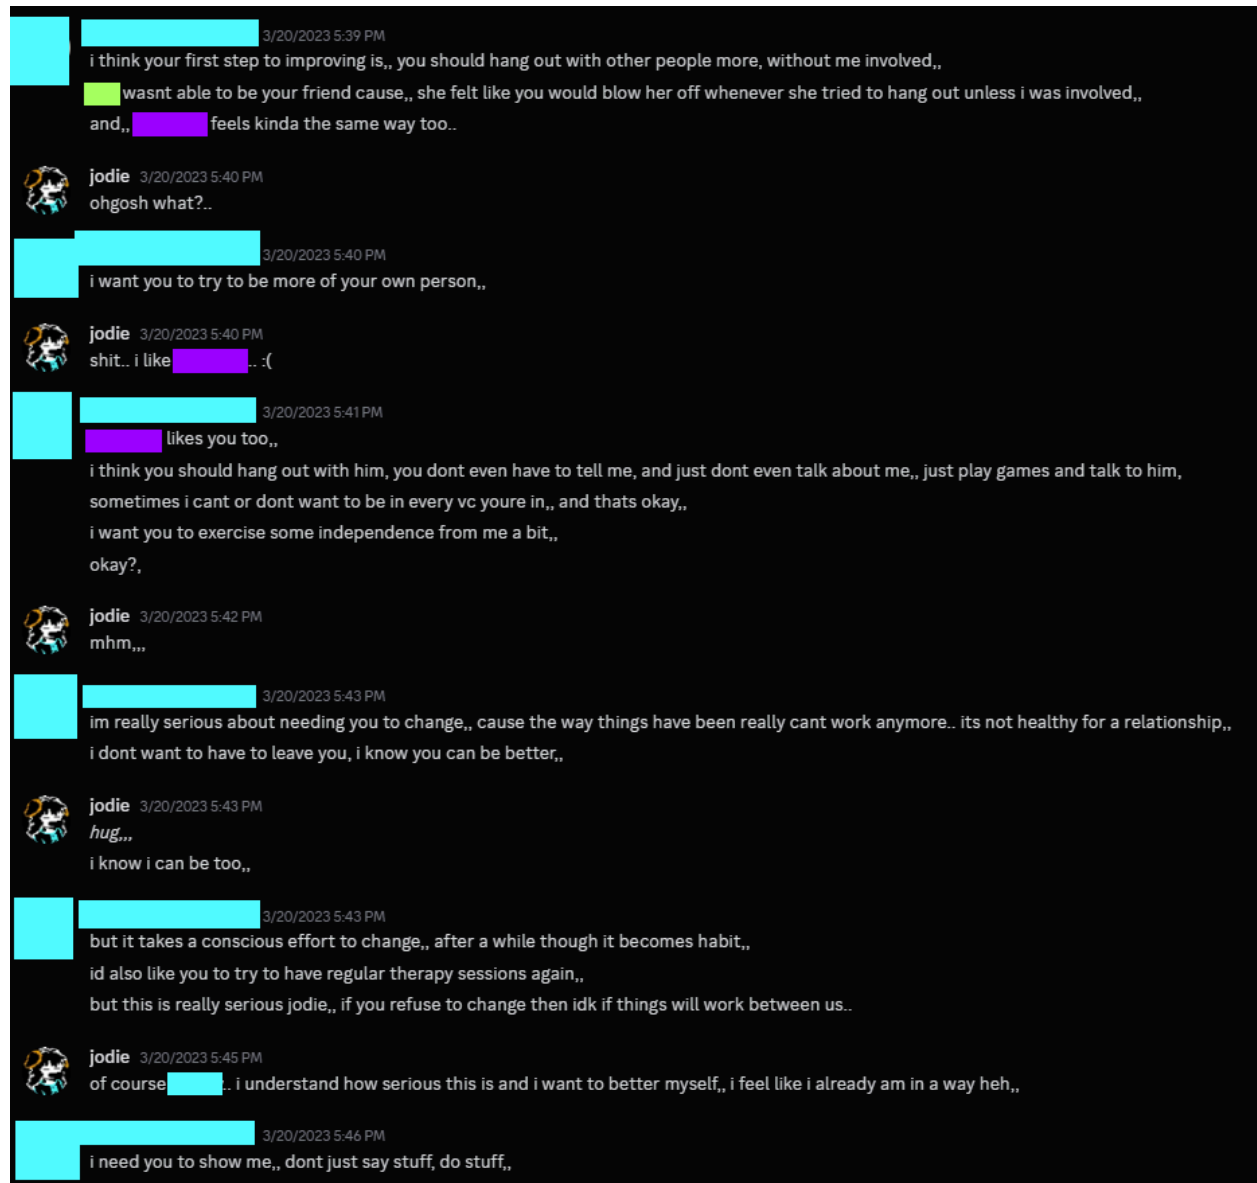 3/20/2023 5:39 PM
i think your first step to improving is,, you should hang out with other people more, without me involved,,
wasnt able to be your friend cause,, she felt like you would blow her off whenever she tried to hang out unless i was involved,,
and,, feels kinda the same way too..
jodie 3/20/2023 5:40 PM
ohgosh what?..
3/20/2023 5:40 PM
i want you to try to be more of your own person,,
jodie 3/20/2023 5:40 PM
shit.. i like .. :(
3/20/2023 5:41 PM
likes you too,,
i think you should hang out with him, you dont even have to tell me, and just dont even talk about me,, just play games and talk to him,
sometimes i cant or dont want to be in every vc youre in,, and thats okay,,
i want you to exercise some independence from me a bit,,
okay?,
jodie 3/20/2023 5:42 PM
mhm,,,
3/20/2023 5:43 PM
im really serious about needing you to change,, cause the way things have been really cant work anymore.. its not healthy for a relationship,,
i dont want to have to leave you, i know you can be better,,
jodie 3/20/2023 5:43 PM
hug,,,
i know i can be too,,
3/20/2023 5:43 PM
but it takes a conscious effort to change,, after a while though it becomes habit,,
id also like you to try to have regular therapy sessions again,,
but this is really serious jodie,, if you refuse to change then idk if things will work between us..
jodie 3/20/2023 5:45 PM
of course .. i understand how serious this is and i want to better myself,, i feel like i already am in a way heh,,
3/20/2023 5:46 PM
i need you to show me,, dont just say stuff, do stuff,,